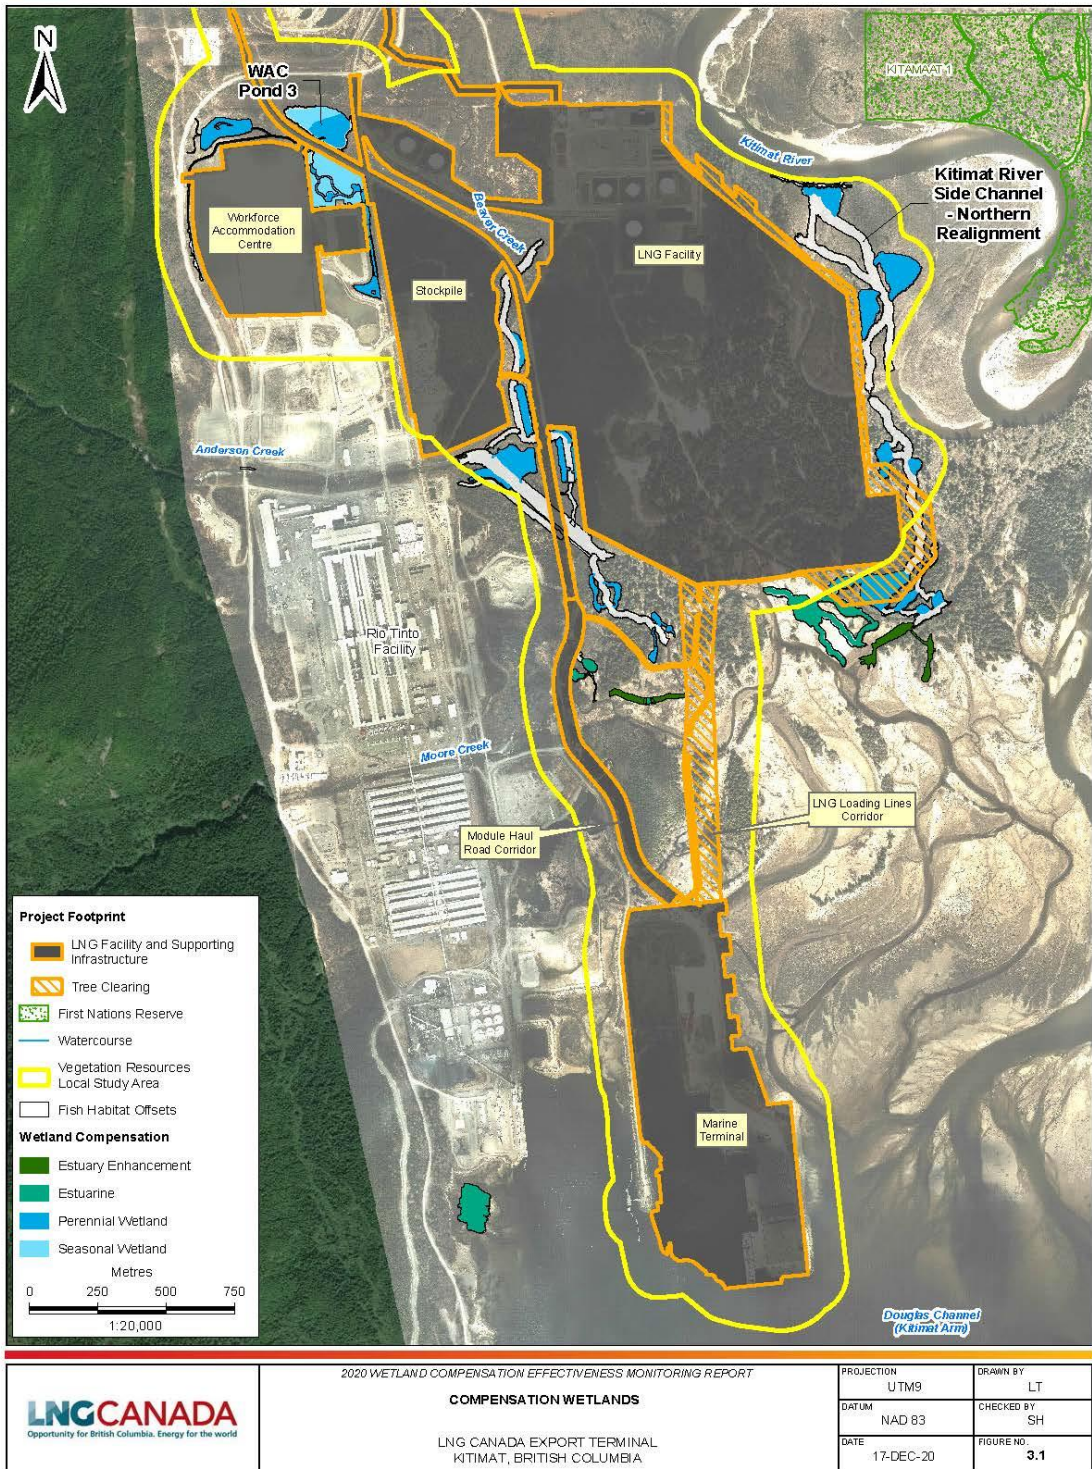 N
WAC
Pond 3
KITAMAAT 1
Kitimat River
Kitimat River
Side Channel
- Northern
Realignment
Beaver Creek
Workforce
Accommodation
Centre
LNG Facility
Stockpile
Anderson Creek
Rio Tinto
Facility
Moore Creek
LNG Loading Lines
Corridor
Module Haul
Road Corridor
Marine
Terminal
Douglas Channel
(Kitimat Arm)
Project Footprint
LNG Facility and Supporting
Infrastructure
Tree Clearing
First Nations Reserve
Watercourse
Vegetation Resources
Local Study Area
Fish Habitat Offsets
Wetland Compensation
Estuary Enhancement
Estuarine
Perennial Wetland
Seasonal Wetland
Metres
0 250 500 750
1:20,000
LNGCANADA
Opportunity for British Columbia. Energy for the world
2020 WETLAND COMPENSATION EFFECTIVENESS MONITORING REPORT
COMPENSATION WETLANDS
LNG CANADA EXPORT TERMINAL
KITIMAT, BRITISH COLUMBIA
PROJECTION
UTM9
DRAWN BY
LT
DATUM
NAD 83
CHECKED BY
SH
DATE
17-DEC-20
FIGURE NO.
3.1